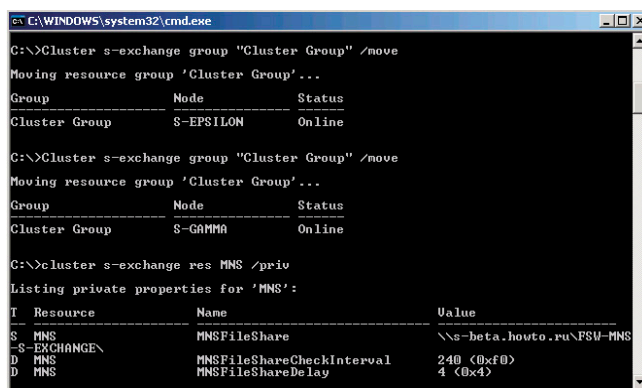 C:\WINDOWS\system32\cmd.exe
C:\>Cluster s-exchange group "Cluster Group" /move
Moving resource group 'Cluster Group'...
Group Node Status
Cluster Group S-EPSILON Online
C:\>Cluster s-exchange group "Cluster Group" /move
Moving resource group 'Cluster Group'...
Group Node Status
Cluster Group S-GAMMA Online
C:\>cluster s-exchange res MNS /priv
Listing private properties for 'MNS':
T Resource Name Value
S MNS MNSFileShare \\s-beta.howto.ru\FSW-MNS
-S-EXCHANGE\
D MNS MNSFileShareCheckInterval 240 (0xf0)
D MNS MNSFileShareDelay 4 (0x4)